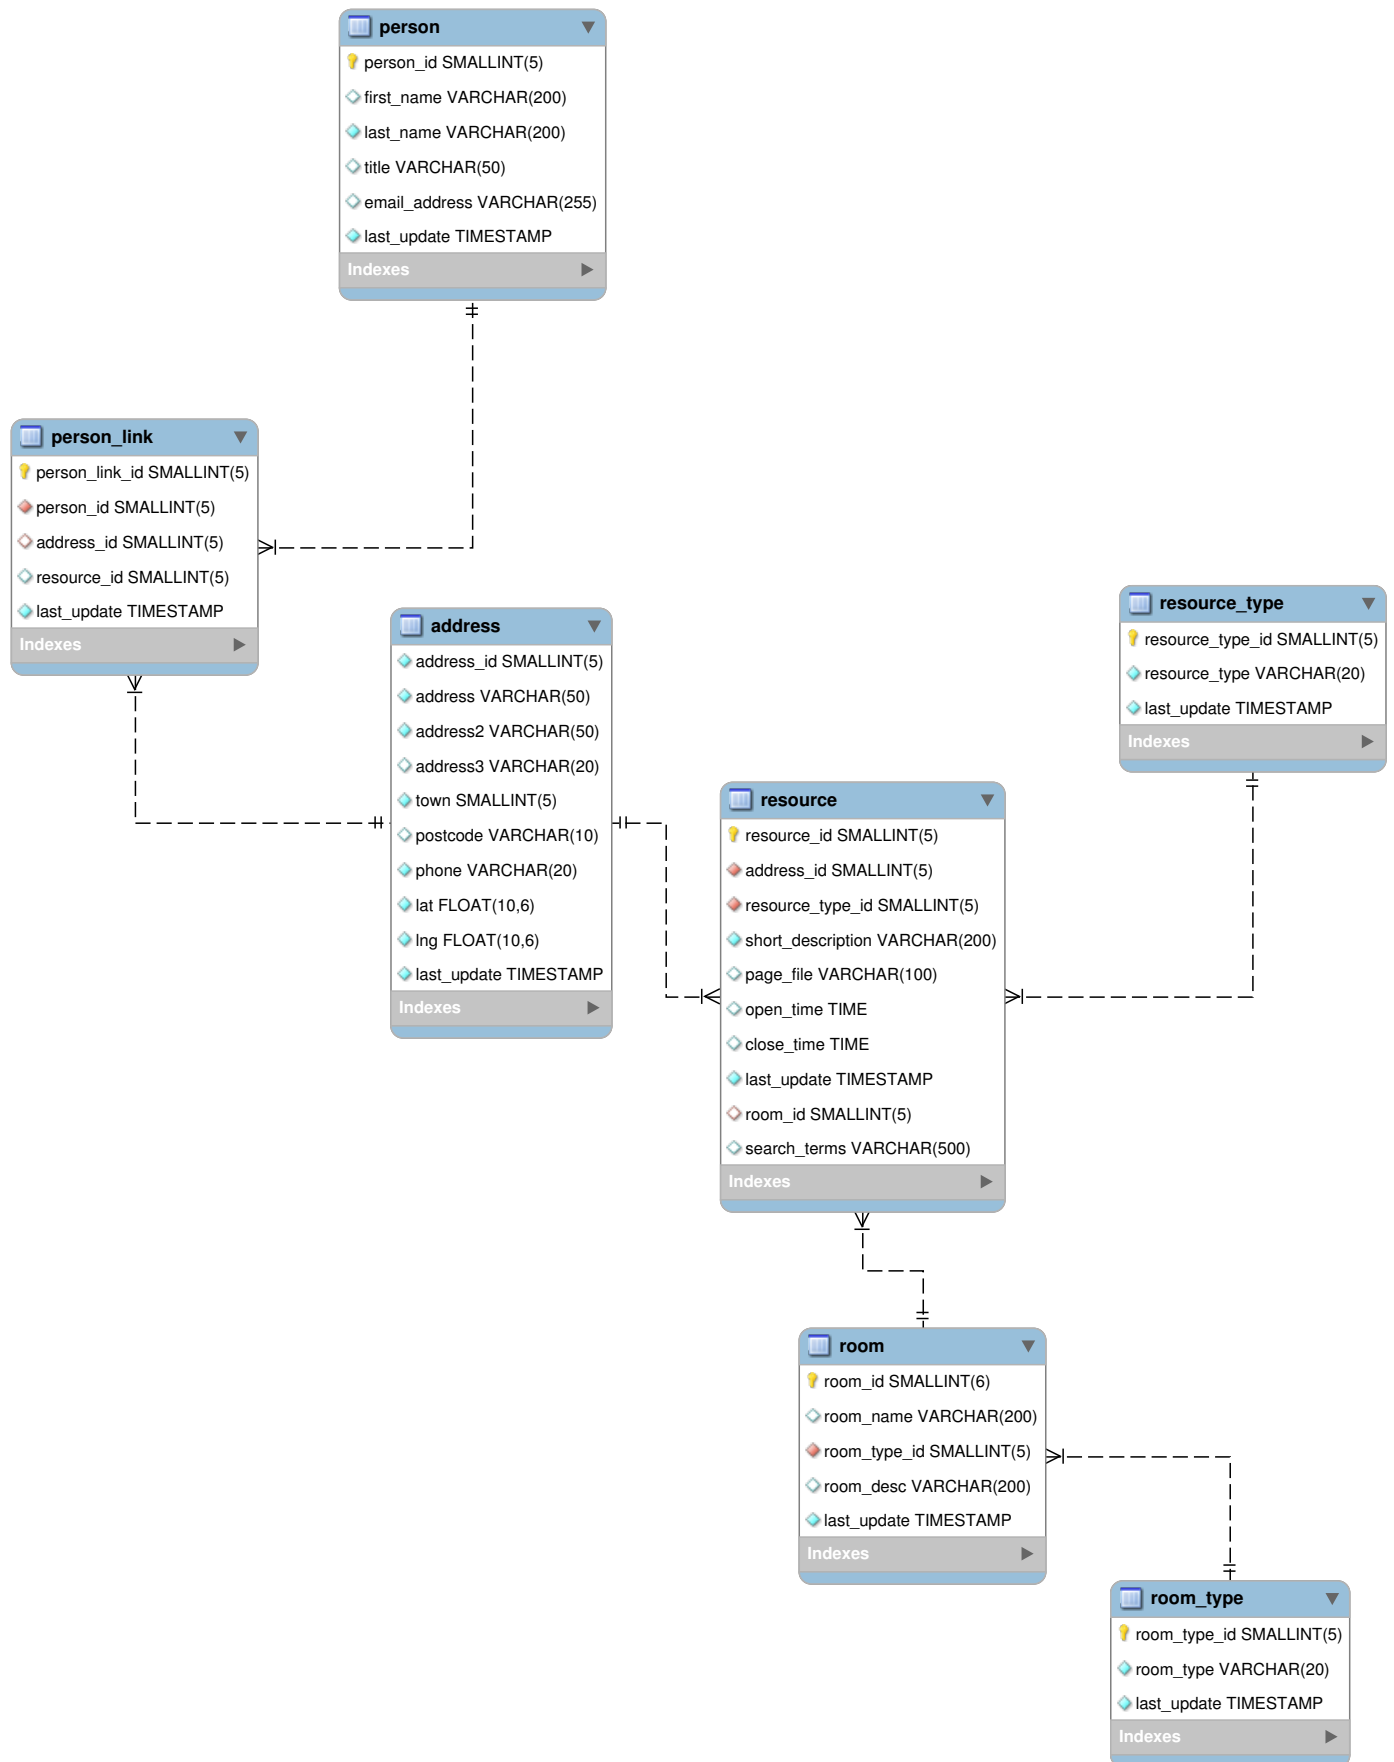 person
person_id SMALLINT(5)
first_name VARCHAR(200)
last_name VARCHAR(200)
title VARCHAR(50)
email_address VARCHAR(255)
last_update TIMESTAMP
Indexes
person_link
person_link_id SMALLINT(5)
person_id SMALLINT(5)
address_id SMALLINT(5)
resource_id SMALLINT(5)
last_update TIMESTAMP
Indexes
address
address_id SMALLINT(5)
address VARCHAR(50)
address2 VARCHAR(50)
address3 VARCHAR(20)
town SMALLINT(5)
postcode VARCHAR(10)
phone VARCHAR(20)
lat FLOAT(10,6)
lng FLOAT(10,6)
last_update TIMESTAMP
Indexes
resource_type
resource_type_id SMALLINT(5)
resource_type VARCHAR(20)
last_update TIMESTAMP
Indexes
resource
resource_id SMALLINT(5)
address_id SMALLINT(5)
resource_type_id SMALLINT(5)
short_description VARCHAR(200)
page_file VARCHAR(100)
open_time TIME
close_time TIME
last_update TIMESTAMP
room_id SMALLINT(5)
search_terms VARCHAR(500)
Indexes
room
room_id SMALLINT(6)
room_name VARCHAR(200)
room_type_id SMALLINT(5)
room_desc VARCHAR(200)
last_update TIMESTAMP
Indexes
room_type
room_type_id SMALLINT(5)
room_type VARCHAR(20)
last_update TIMESTAMP
Indexes